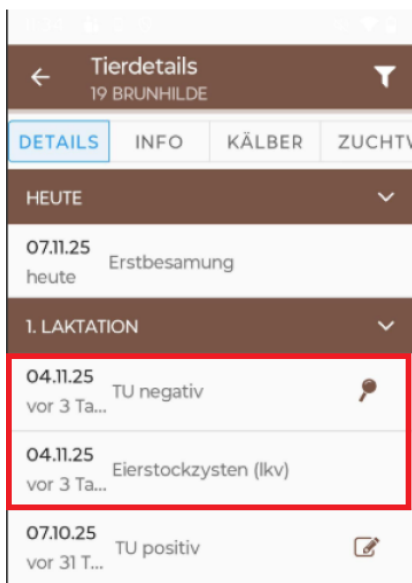 Tierdetails
19 BRUNHILDE
DETAILS INFO KÄLBER ZUCHTW
HEUTE
07.11.25
Erstbesamung
heute
1. LAKTATION
04.11.25
TU negativ
vor 3 Ta...
04.11.25
Eierstockzysten (lkv)
vor 3 Ta...
07.10.25
TU positiv
vor 31 T...